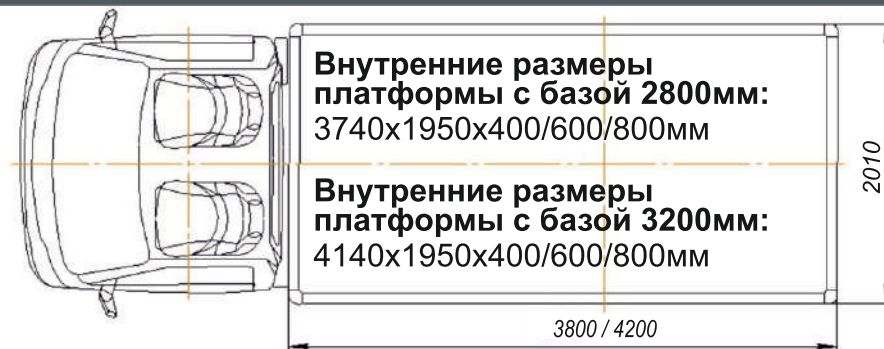 Внутренние размеры
платформы с базой 2800мм:
3740х1950х400/600/800мм
Внутренние размеры
платформы с базой 3200мм:
4140х1950х400/600/800мм
2010
3800 / 4200